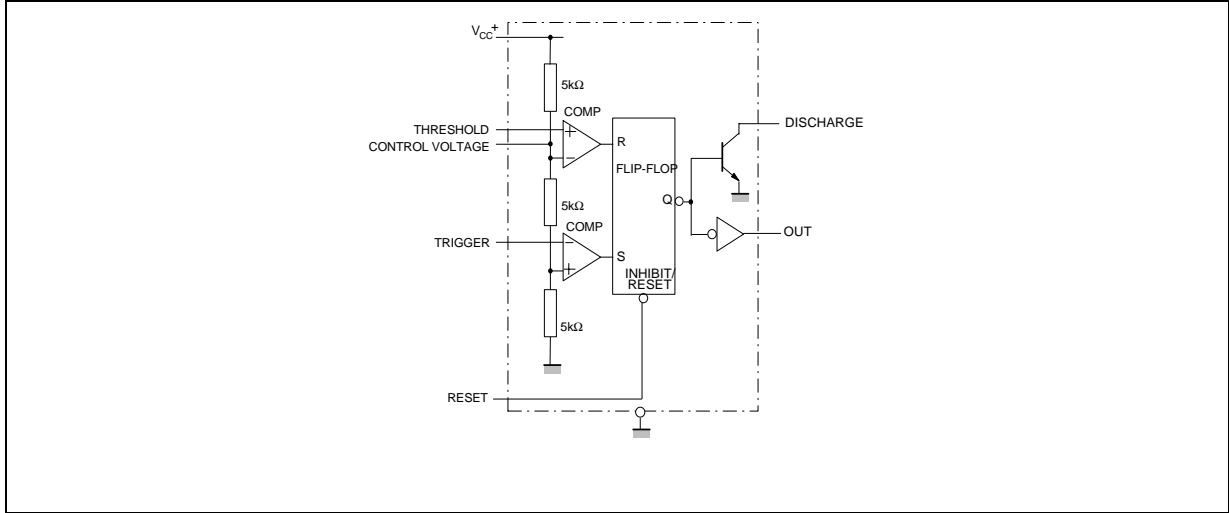 VCC+
5kΩ
COMP
THRESHOLD
CONTROL VOLTAGE
+
−
R
FLIP-FLOP
DISCHARGE
Q
5kΩ
COMP
TRIGGER
−
+
S
OUT
INHIBIT/
RESET
5kΩ
RESET